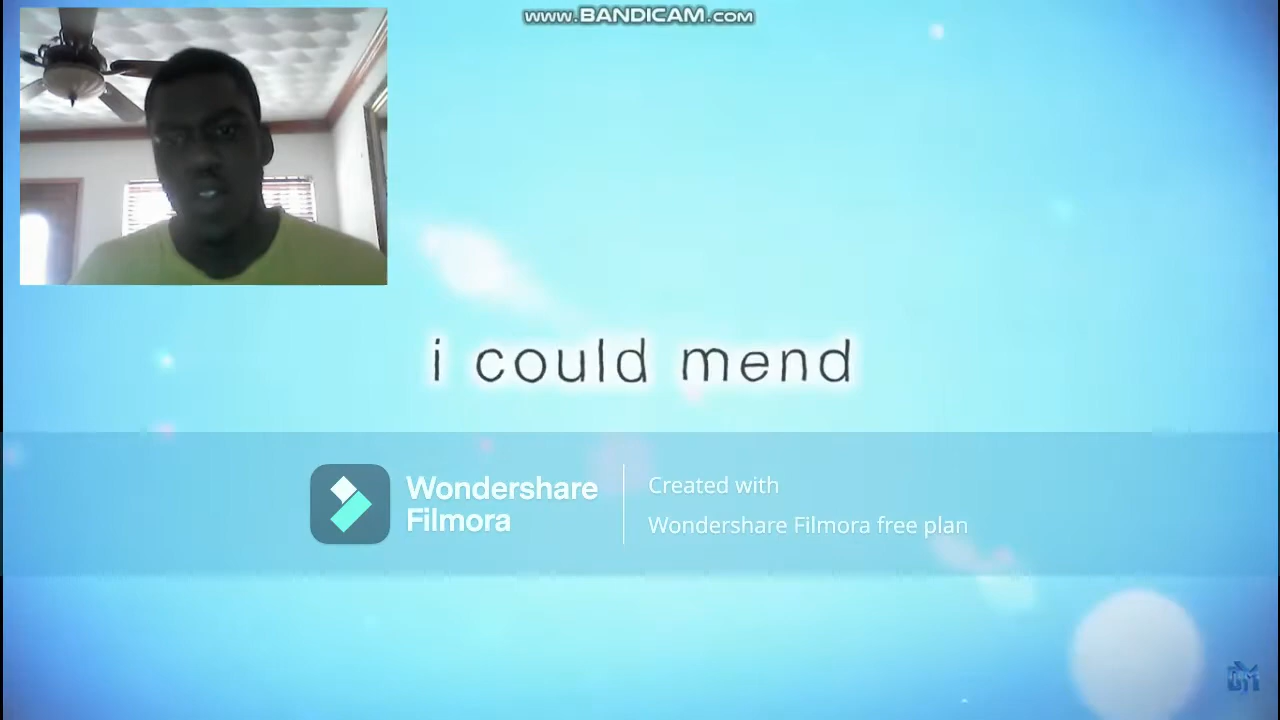 www.BANDICAM.com
i could mend
Wondershare
Filmora
Created with
Wondershare Filmora free plan